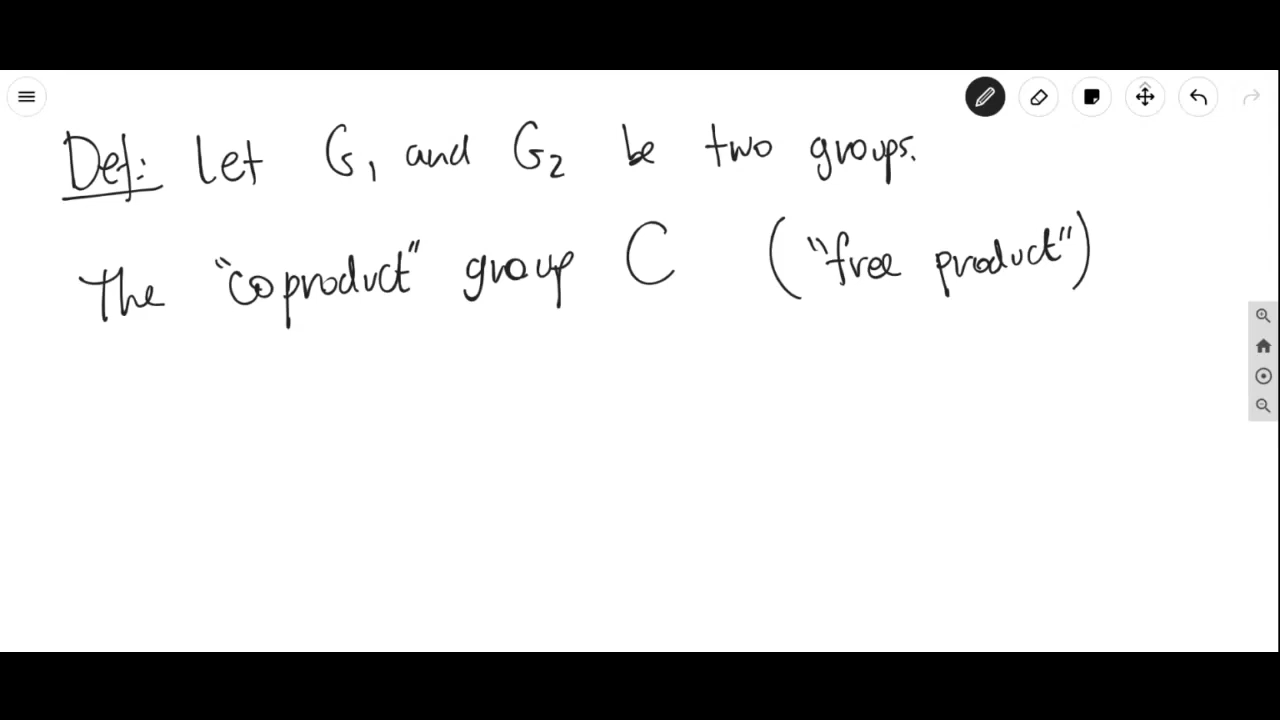 Def: Let G₁ and G₂ be two groups.
The "coproduct" group C ("free product")